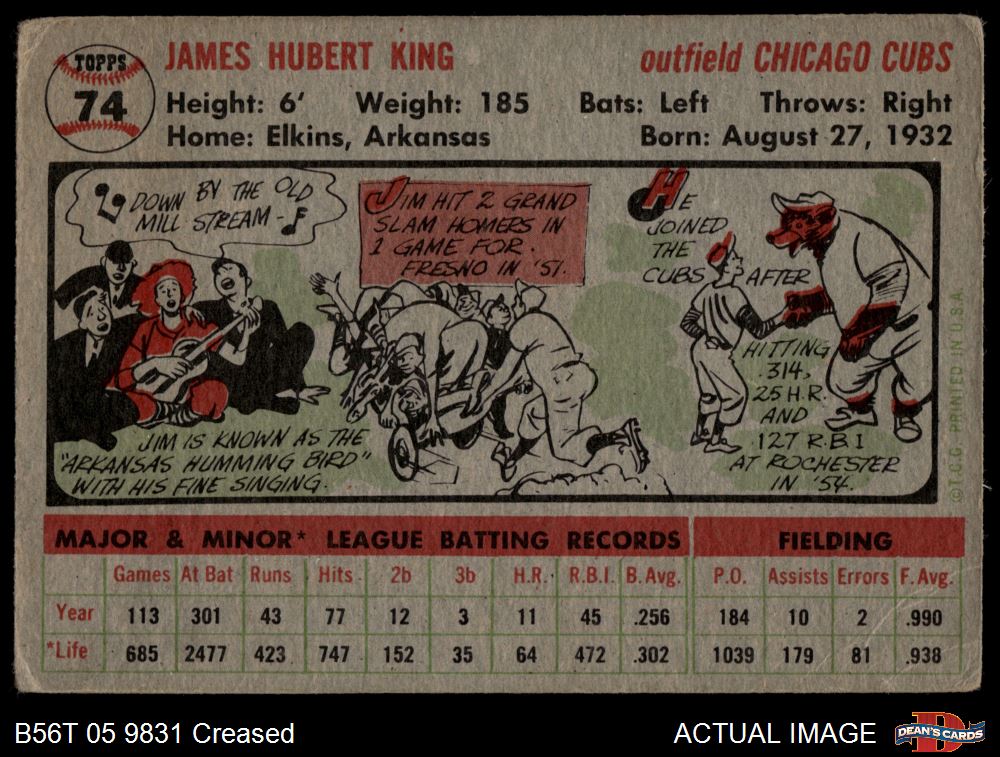 TOPPS
74
JAMES HUBERT KING
outfield CHICAGO CUBS
Height: 6' Weight: 185 Bats: Left Throws: Right
Home: Elkins, Arkansas Born: August 27, 1932
DOWN BY THE OLD
MILL STREAM-
JIM IS KNOWN AS THE
"ARKANSAS HUMMING BIRD"
WITH HIS FINE SINGING.
JIM HIT 2 GRAND
SLAM HOMERS IN
1 GAME FOR
FRESNO IN '51.
HE
JOINED
THE
CUBS AFTER
HITTING
.314,
25 H.R.
AND
127 R.B.I
AT ROCHESTER
IN '54.
©T.C.C. PRINTED IN U.S.A.
MAJOR & MINOR* LEAGUE BATTING RECORDS FIELDING
Games At Bat Runs Hits 2b 3b H.R. R.B.I. B. Avg. P.O. Assists Errors F. Avg.
Year 113 301 43 77 12 3 11 45 .256 184 10 2 .990
*Life 685 2477 423 747 152 35 64 472 .302 1039 179 81 .938
B56T 05 9831 Creased
ACTUAL IMAGE
D
DEAN'S CARDS